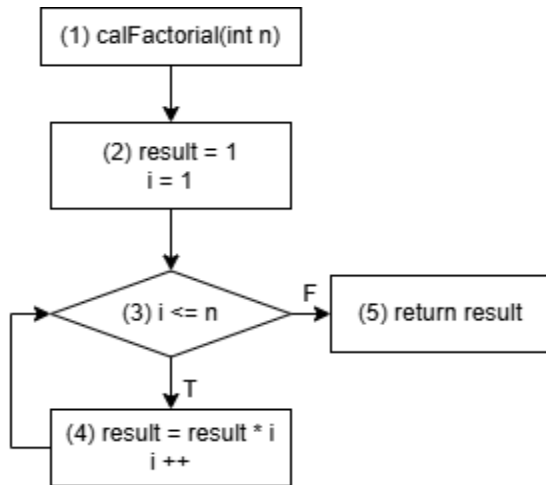 (1) calFactorial(int n)
(2) result = 1
i = 1
(3) i <= n
F
(5) return result
T
(4) result = result * i
i ++